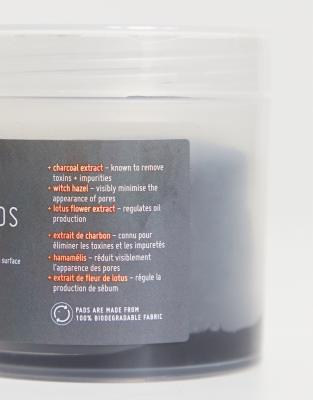 DS
surface
+ charcoal extract – known to remove
toxins + impurities
+ witch hazel – visibly minimise the
appearance of pores
+ lotus flower extract – regulates oil
production
+ extrait de charbon – connu pour
éliminer les toxines et les impuretés
+ hamamélis – réduit visiblement
l'apparence des pores
+ extrait de fleur de lotus – régule la
production de sébum
PADS ARE MADE FROM
100% BIODEGRADABLE FABRIC